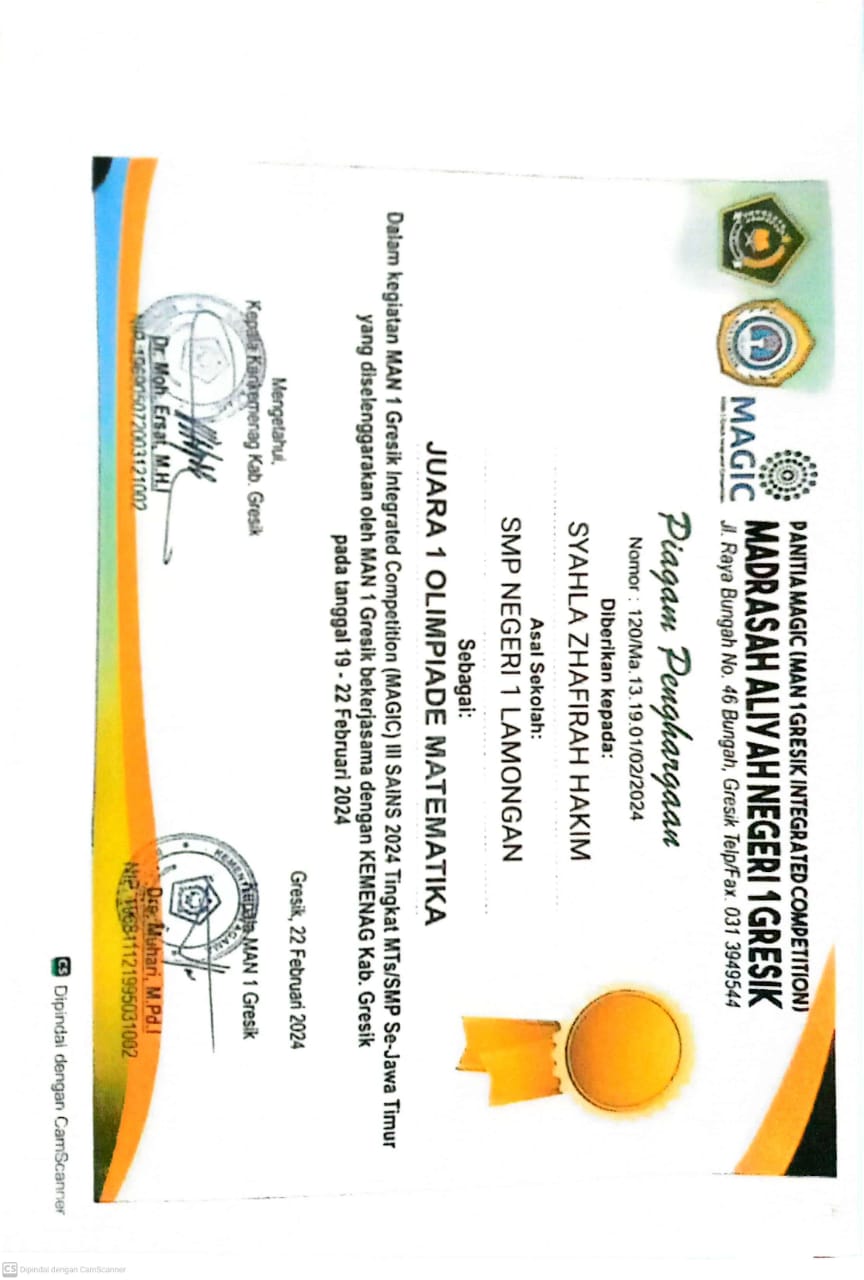 PANITIA MAGIC (MAN 1 GRESIK INTEGRATED COMPETITION)
MADRASAH ALIYAH NEGERI 1 GRESIK
Jl. Raya Bungah No. 46 Bungah, Gresik Telp/Fax. 031 3949544
MAGIC
Piagam Penghargaan
Nomor : 120/Ma.13.19.01/02/2024
Diberikan kepada:
SYAHLA ZHAFIRAH HAKIM
Asal Sekolah:
SMP NEGERI 1 LAMONGAN
Sebagai:
JUARA 1 OLIMPIADE MATEMATIKA
Dalam kegiatan MAN 1 Gresik Integrated Competition (MAGIC) III SAINS 2024 Tingkat MTs/SMP Se-Jawa Timur
yang diselenggarakan oleh MAN 1 Gresik bekerjasama dengan KEMENAG Kab. Gresik
pada tanggal 19 - 22 Februari 2024
Mengetahui,
Kepala Kankemenag Kab. Gresik
Dr. Moh. Ersat, M.H.I
NIP. 196905072003121002
Gresik, 22 Februari 2024
Kepala MAN 1 Gresik
Drs. Muhari, M.Pd.I
NIP. 196811121995031002
CS Dipindai dengan CamScanner
CS Dipindai dengan CamScanner